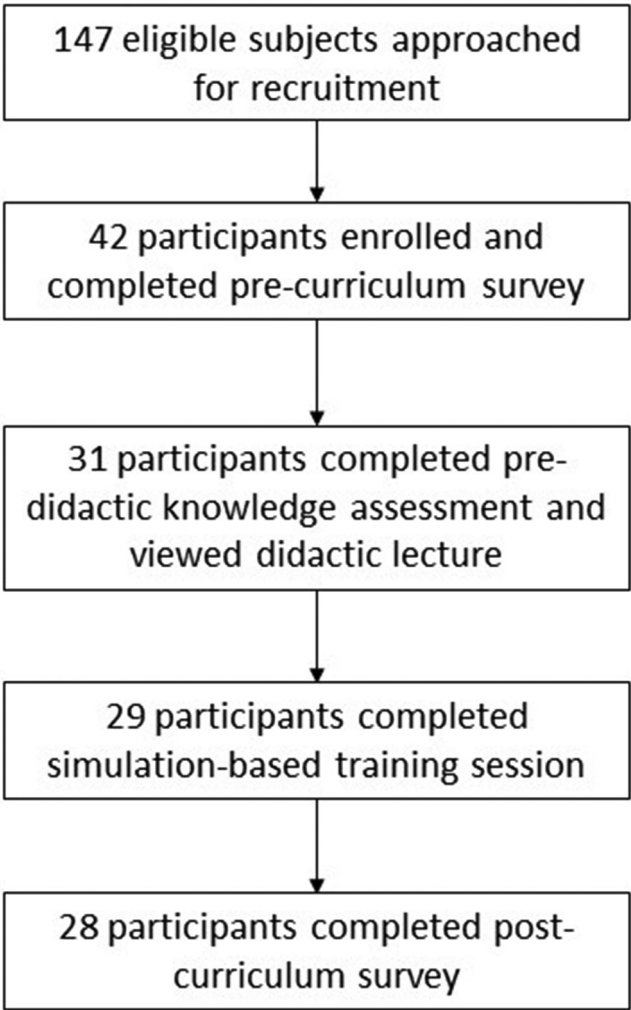 147 eligible subjects approached
for recruitment
42 participants enrolled and
completed pre-curriculum survey
31 participants completed pre-
didactic knowledge assessment and
viewed didactic lecture
29 participants completed
simulation-based training session
28 participants completed post-
curriculum survey